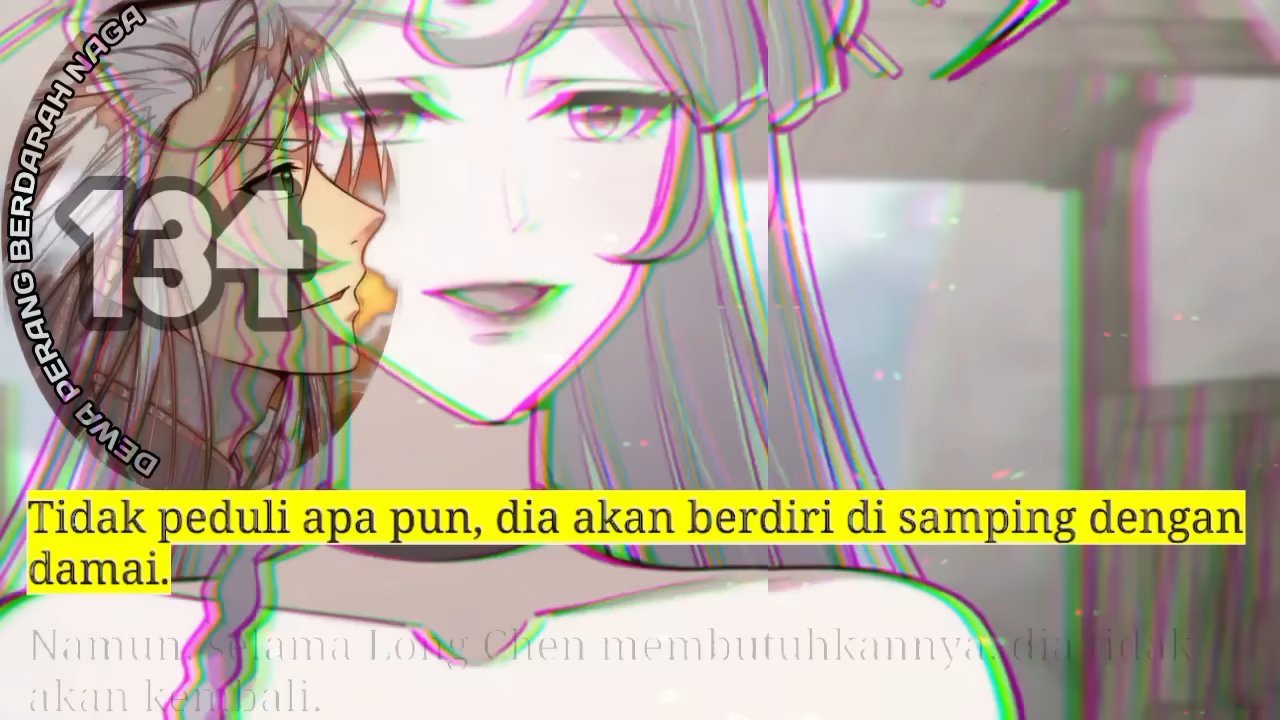 DEWA PERANG BERDARAH NAGA
134
Tidak peduli apa pun, dia akan berdiri di samping dengan
damai.
Namun, selama Long Chen membutuhkannya, dia tidak
akan kembali.